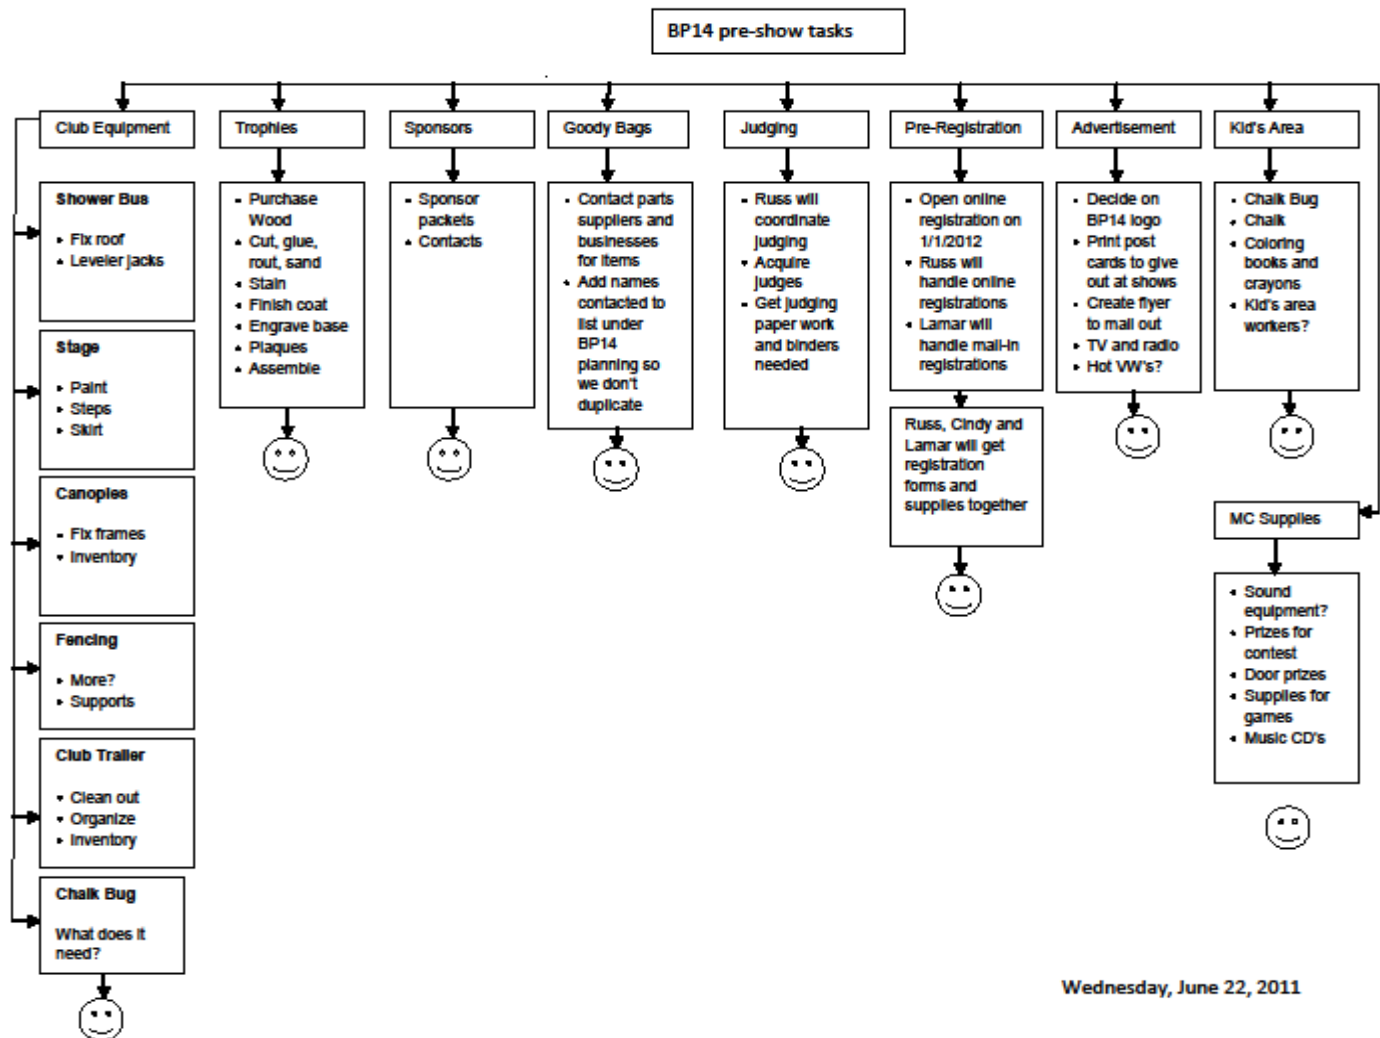 BP14 pre-show tasks
Club Equipment
Trophies
Sponsors
Goody Bags
Judging
Pre-Registration
Advertisement
Kid's Area
Shower Bus
Fix roof
Leveler jacks
Stage
Paint
Steps
Skirt
Canopies
Fix frames
Inventory
Fencing
More?
Supports
Club Trailer
Clean out
Organize
Inventory
Chalk Bug
What does it
need?
Purchase
Wood
Cut, glue,
rout, sand
Stain
Finish coat
Engrave base
Plaques
Assemble
Sponsor
packets
Contacts
Contact parts
suppliers and
businesses
for items
Add names
contacted to
list under
BP14
planning so
we don't
duplicate
Russ will
coordinate
judging
Acquire
judges
Get judging
paper work
and binders
needed
Open online
registration on
1/1/2012
Russ will
handle online
registrations
Lamar will
handle mail-in
registrations
Russ, Cindy and
Lamar will get
registration
forms and
supplies together
Decide on
BP14 logo
Print post
cards to give
out at shows
Create flyer
to mail out
TV and radio
Hot VW's?
Chalk Bug
Chalk
Coloring
books and
crayons
Kid's area
workers?
MC Supplies
Sound
equipment?
Prizes for
contest
Door prizes
Supplies for
games
Music CD's
Wednesday, June 22, 2011